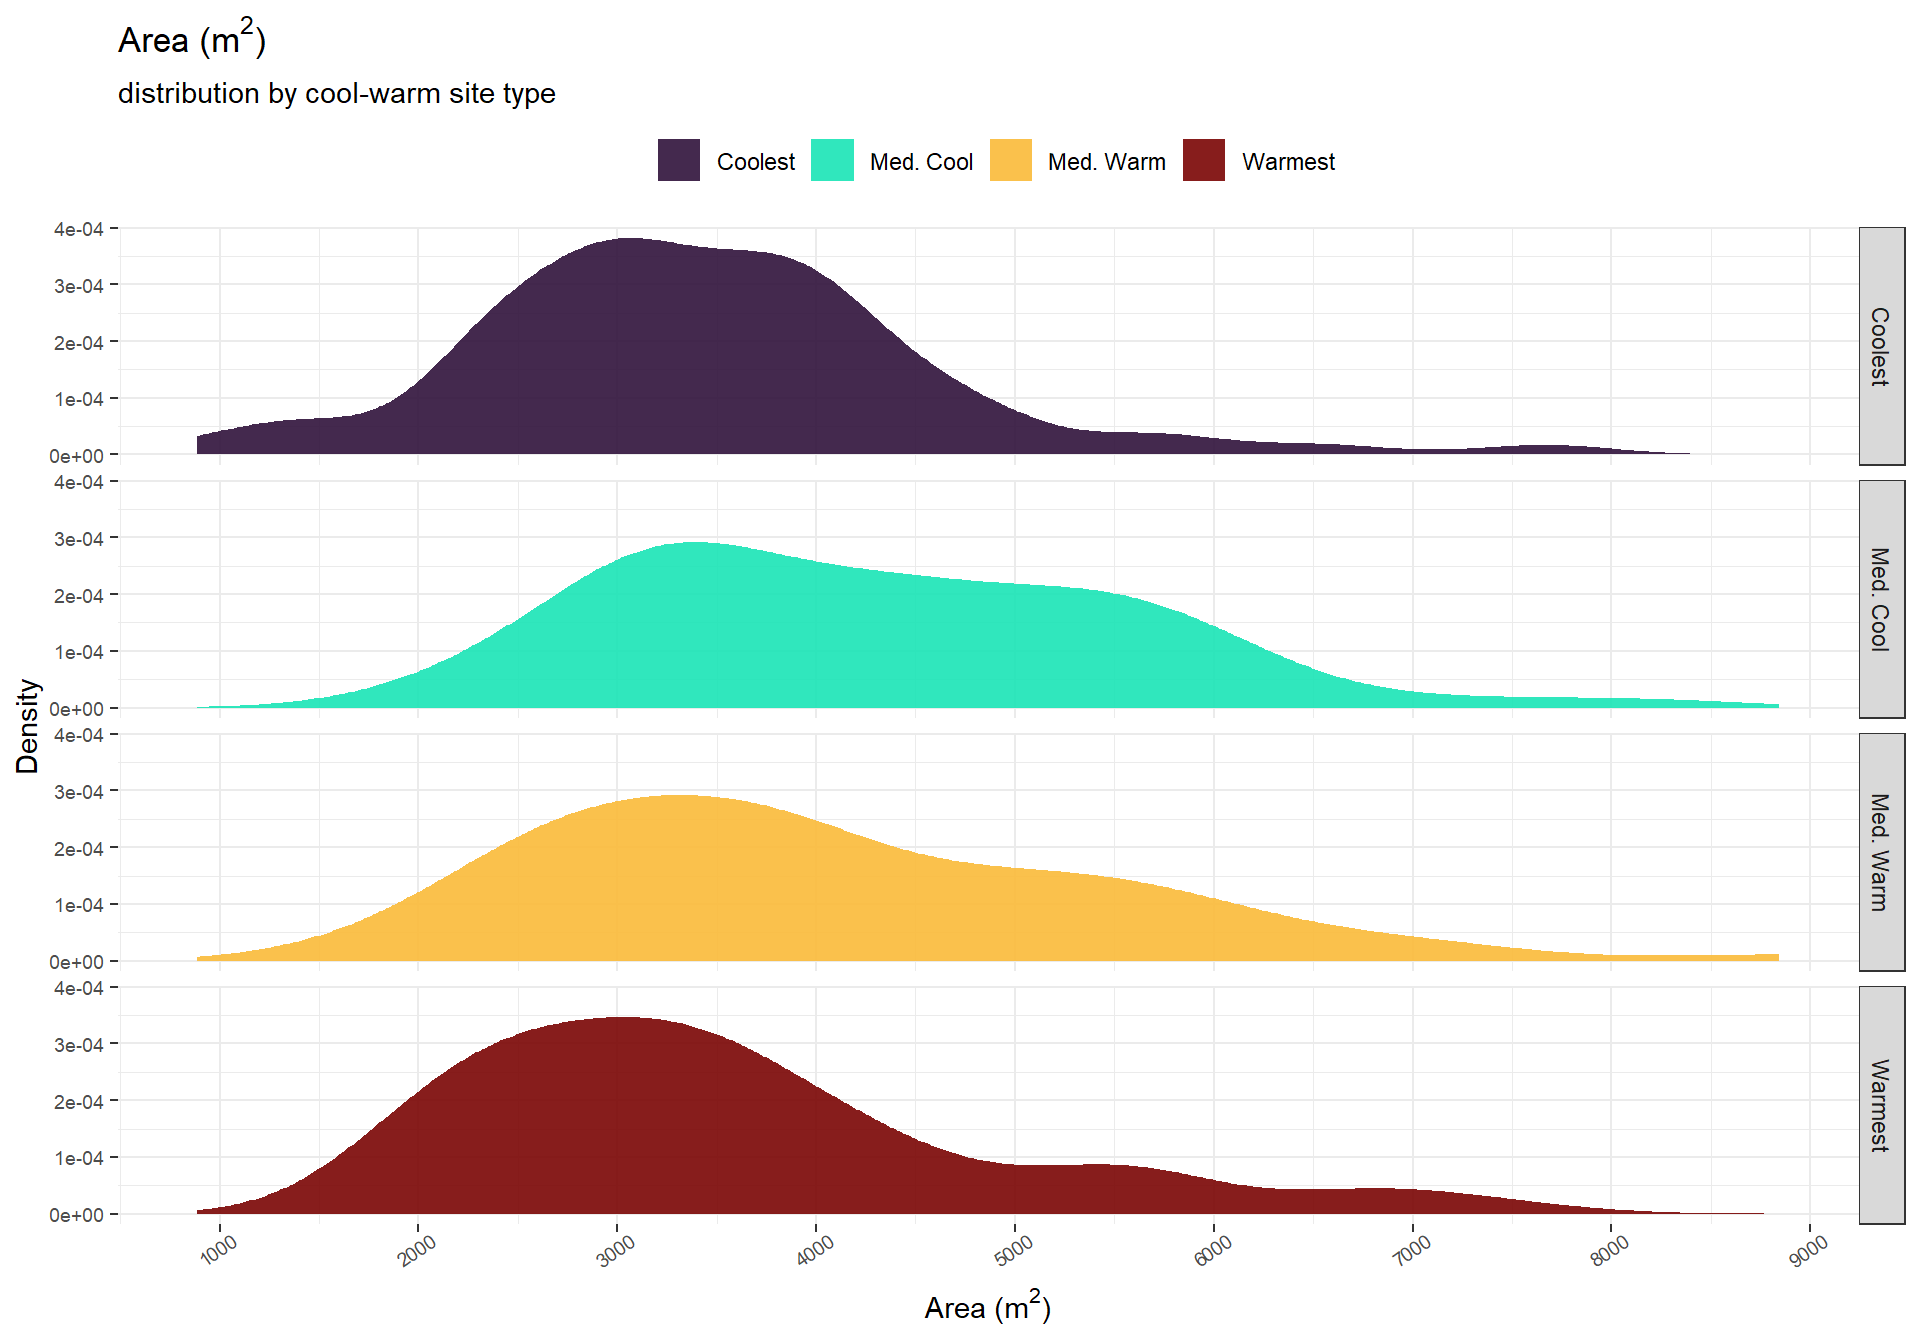 Area (m²)
distribution by cool-warm site type
Coolest Med. Cool Med. Warm Warmest
Density
4e-04
3e-04
2e-04
1e-04
0e+00
Coolest
4e-04
3e-04
2e-04
1e-04
0e+00
Med. Cool
4e-04
3e-04
2e-04
1e-04
0e+00
Med. Warm
4e-04
3e-04
2e-04
1e-04
0e+00
Warmest
1000 2000 3000 4000 5000 6000 7000 8000 9000
Area (m²)